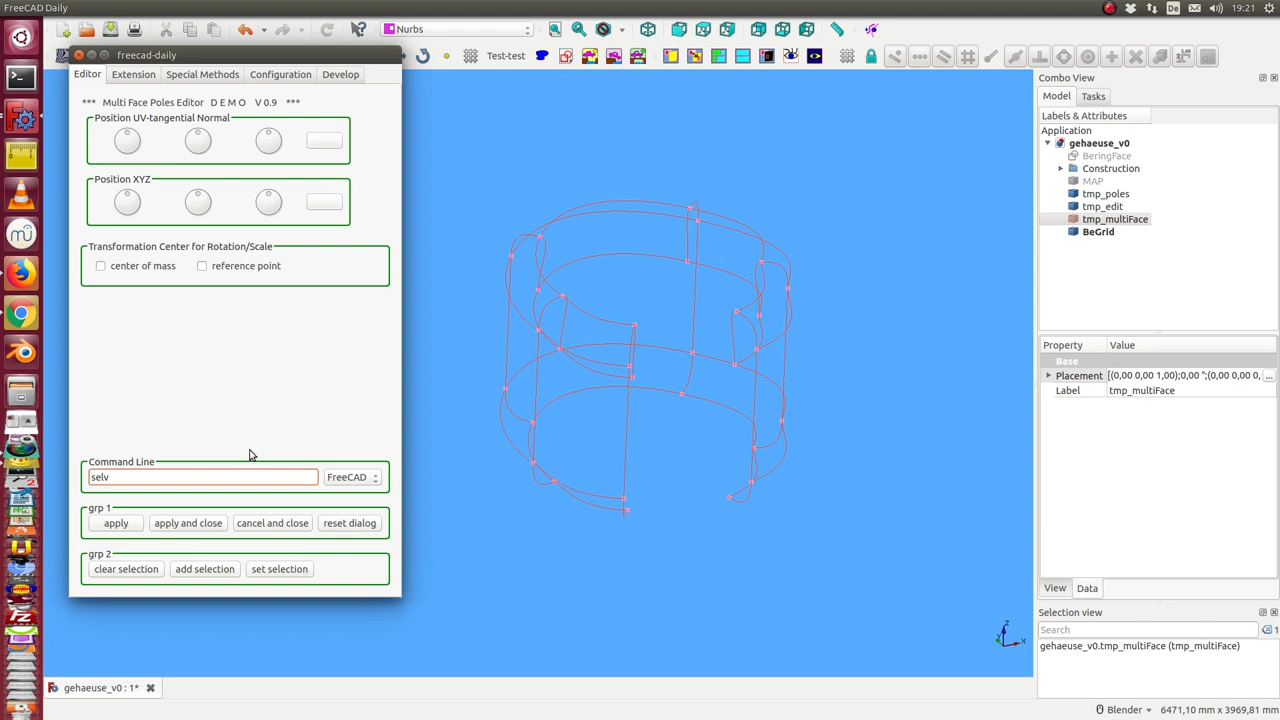 FreeCAD Daily
De
19:21
Nurbs
Test-test
freecad-daily
Editor
Extension
Special Methods
Configuration
Develop
*** Multi Face Poles Editor D E M O V 0.9 ***
Position UV-tangential Normal
Position XYZ
Transformation Center for Rotation/Scale
center of mass
reference point
Command Line
selv
FreeCAD
grp 1
apply
apply and close
cancel and close
reset dialog
grp 2
clear selection
add selection
set selection
Combo View
Model
Tasks
Labels & Attributes
Application
gehaeuse_v0
BeringFace
Construction
MAP
tmp_poles
tmp_edit
tmp_multiFace
BeGrid
Property
Value
Base
Placement
[(0,00 0,00 1,00);0,00 °;(0,00 0,00 0,
...
Label
tmp_multiFace
View
Data
Selection view
Search
1
gehaeuse_v0.tmp_multiFace (tmp_multiFace)
z
x
gehaeuse_v0 : 1*
Blender
6471,10 mm x 3969,81 mm